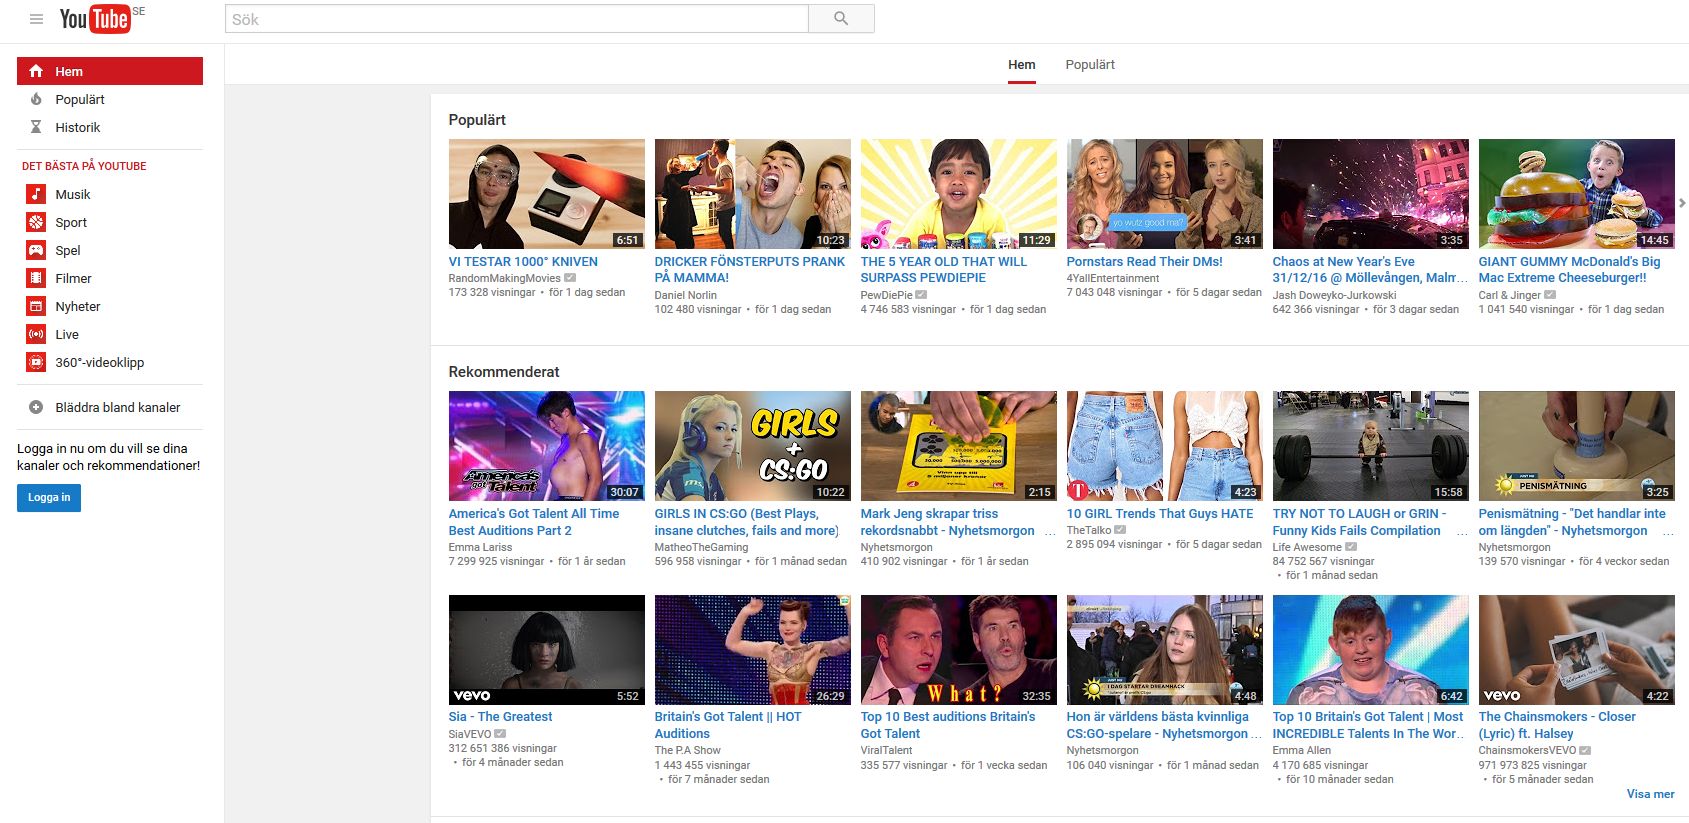 YouTube SE
Sök
Hem
Populärt
Hem
Populärt
Historik
DET BÄSTA PÅ YOUTUBE
Musik
Sport
Spel
Filmer
Nyheter
Live
360°-videoklipp
Bläddra bland kanaler
Logga in nu om du vill se dina
kanaler och rekommendationer!
Logga in
Populärt
6:51
VI TESTAR 1000° KNIVEN
RandomMakingMovies
173 328 visningar • för 1 dag sedan
10:23
DRICKER FÖNSTERPUTS PRANK
PÅ MAMMA!
Daniel Norlin
102 480 visningar • för 1 dag sedan
11:29
THE 5 YEAR OLD THAT WILL
SURPASS PEWDIEPIE
PewDiePie
4 746 583 visningar • för 1 dag sedan
yo wutz good ma?
3:41
Pornstars Read Their DMs!
4YallEntertainment
7 043 048 visningar • för 5 dagar sedan
3:35
Chaos at New Year's Eve
31/12/16 @ Möllevången, Malm...
Jash Doweyko-Jurkowski
642 366 visningar • för 3 dagar sedan
14:45
GIANT GUMMY McDonald's Big
Mac Extreme Cheeseburger!!
Carl & Jinger
1 041 540 visningar • för 1 dag sedan
Rekommenderat
America's
got Talent
30:07
America's Got Talent All Time
Best Auditions Part 2
Emma Lariss
7 299 925 visningar • för 1 år sedan
GIRLS
+
CS:GO
10:22
GIRLS IN CS:GO (Best Plays,
insane clutches, fails and more)
MatheoTheGaming
596 958 visningar • för 1 månad sedan
Vinn upp till
5 miljoner kronor
2:15
Mark Jeng skrapar triss
rekordsnabbt - Nyhetsmorgon ...
Nyhetsmorgon
410 902 visningar • för 1 år sedan
T
4:23
10 GIRL Trends That Guys HATE
TheTalko
2 895 094 visningar • för 5 dagar sedan
15:58
TRY NOT TO LAUGH or GRIN -
Funny Kids Fails Compilation ...
Life Awesome
84 752 567 visningar
• för 1 månad sedan
JUST NU
PENISMÄTNING
3:25
Penismätning - "Det handlar inte
om längden" - Nyhetsmorgon ...
Nyhetsmorgon
139 570 visningar • för 4 veckor sedan
vevo
5:52
Sia - The Greatest
SiaVEVO
312 651 386 visningar
• för 4 månader sedan
26:29
Britain's Got Talent || HOT
Auditions
The P.A Show
1 443 455 visningar
• för 7 månader sedan
What?
32:35
Top 10 Best auditions Britain's
Got Talent
ViralTalent
335 577 visningar • för 1 vecka sedan
JUST NU
I DAG STARTAR DREAMHACK
4:48
Hon är världens bästa kvinnliga
CS:GO-spelare - Nyhetsmorgon ...
Nyhetsmorgon
106 040 visningar • för 1 månad sedan
6:42
Top 10 Britain's Got Talent | Most
INCREDIBLE Talents In The Wor...
Emma Allen
4 170 685 visningar
• för 10 månader sedan
vevo
4:22
The Chainsmokers - Closer
(Lyric) ft. Halsey
ChainsmokersVEVO
971 973 825 visningar
• för 5 månader sedan
Visa mer